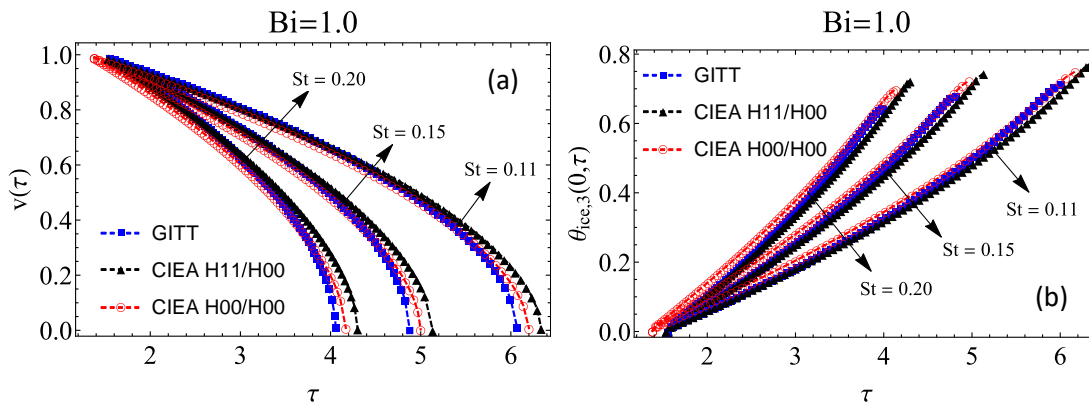 Bi=1.0
(a)
St = 0.20
St = 0.15
St = 0.11
v(τ)
1.0
0.8
0.6
0.4
0.2
0.0
GITT
CIEA H11/H00
CIEA H00/H00
2 3 4 5 6
τ
Bi=1.0
GITT
CIEA H11/H00
CIEA H00/H00
θice,3(0,τ)
0.8
0.6
0.4
0.2
0.0
St = 0.11
St = 0.15
St = 0.20
(b)
2 3 4 5 6
τ